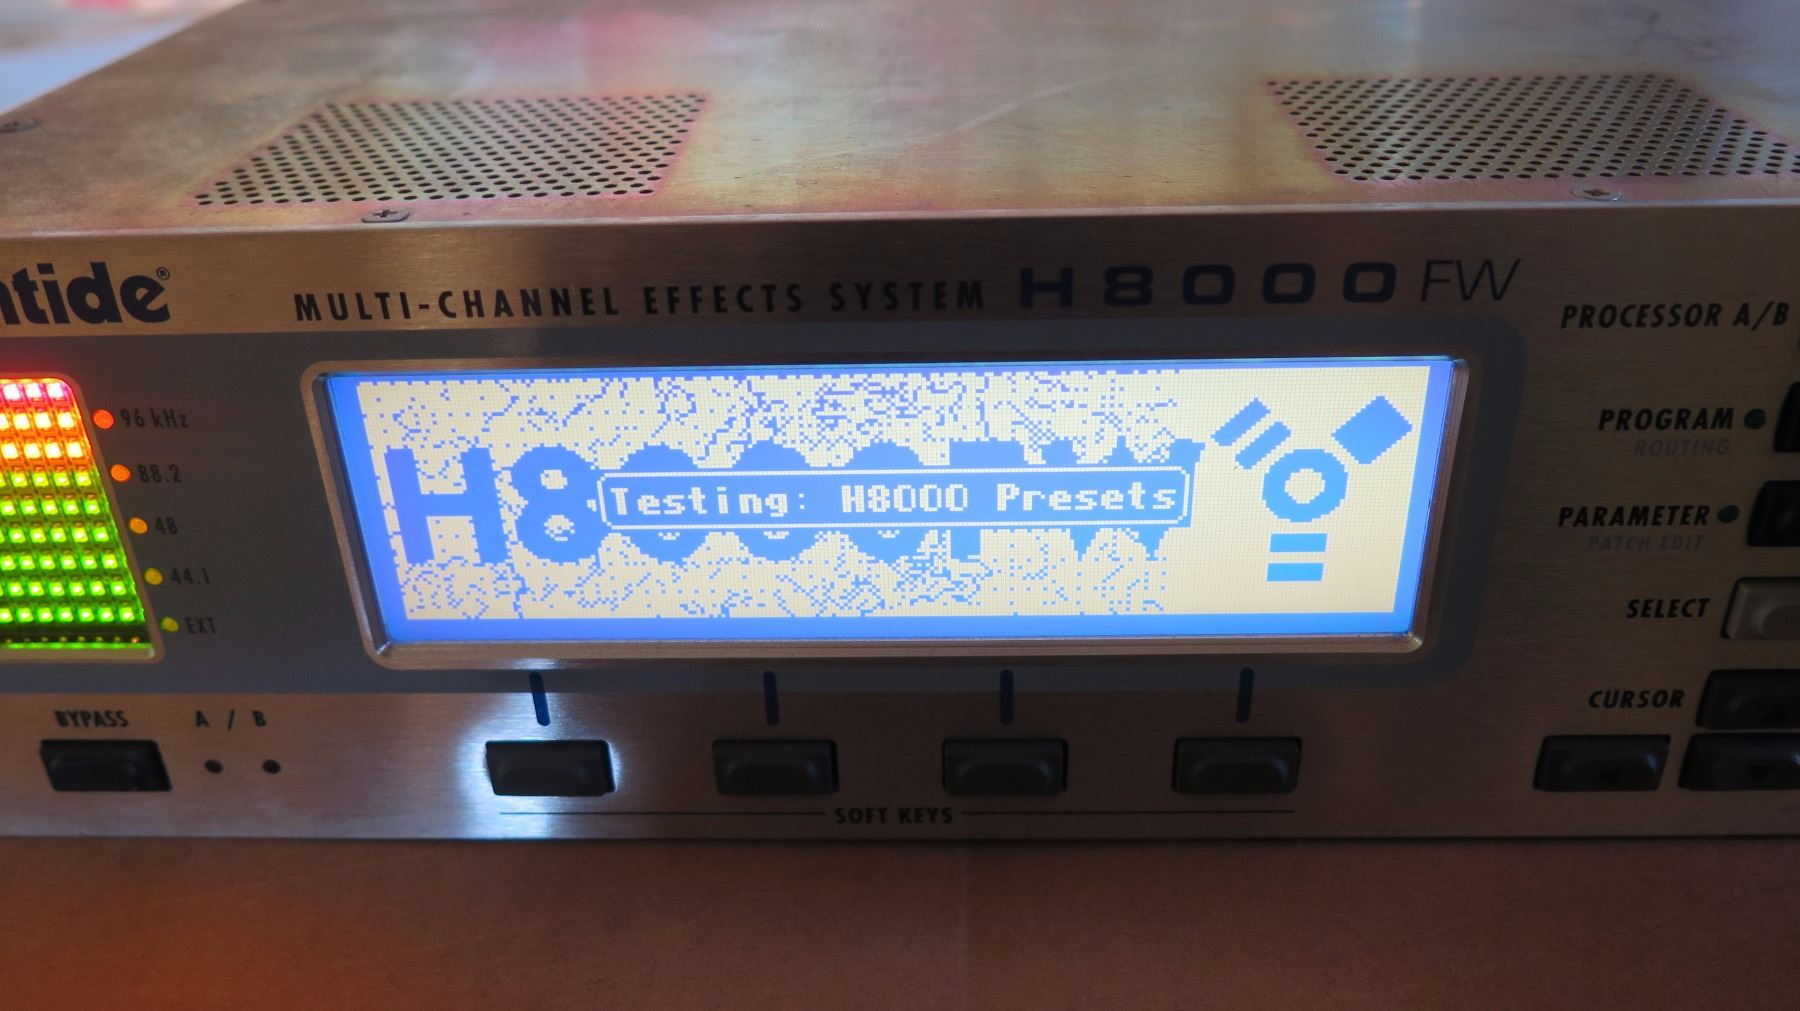 ntide®
MULTI-CHANNEL EFFECTS SYSTEM H8000FW
PROCESSOR A/B
96 kHz
88.2
48
44.1
EXT
H8
Testing: H8000 Presets
PROGRAM
ROUTING
PARAMETER
PATCH EDIT
SELECT
CURSOR
BYPASS
A / B
SOFT KEYS